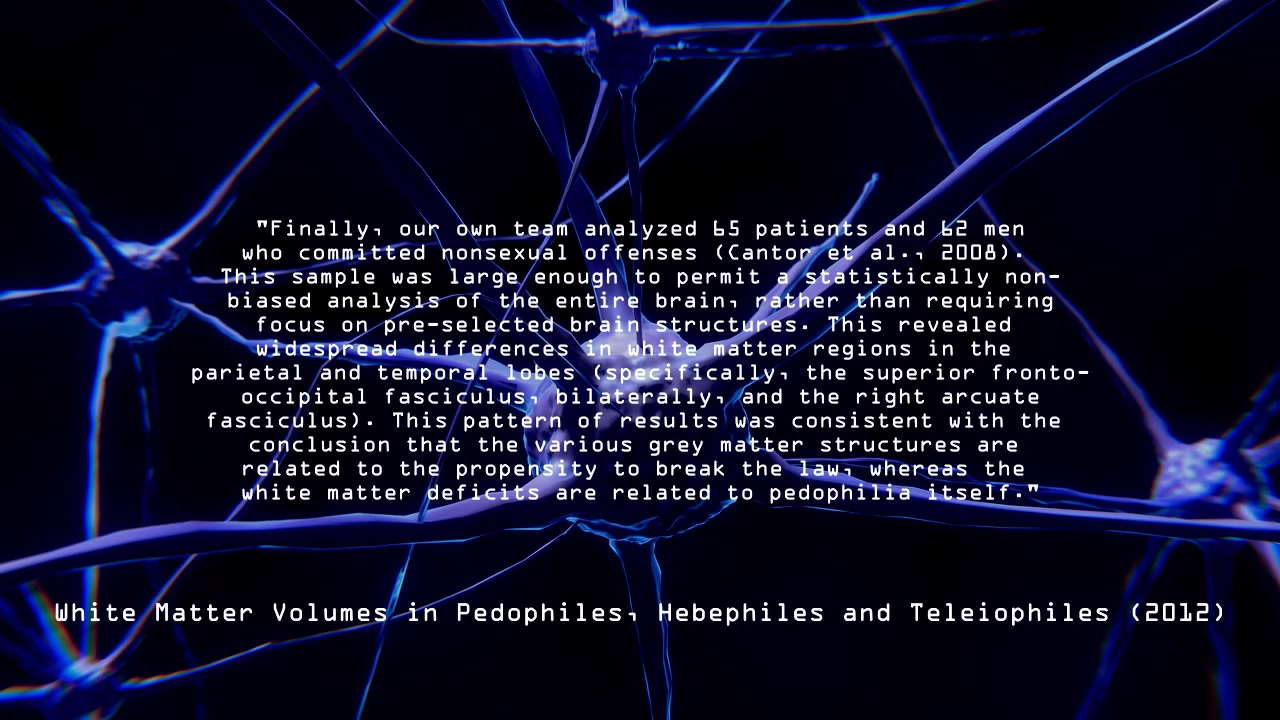 "Finally, our own team analyzed 65 patients and 62 men
who committed nonsexual offenses (Cantor et al., 2008).
This sample was large enough to permit a statistically non-
biased analysis of the entire brain, rather than requiring
focus on pre-selected brain structures. This revealed
widespread differences in white matter regions in the
parietal and temporal lobes (specifically, the superior fronto-
occipital fasciculus, bilaterally, and the right arcuate
fasciculus). This pattern of results was consistent with the
conclusion that the various grey matter structures are
related to the propensity to break the law, whereas the
white matter deficits are related to pedophilia itself."
White Matter Volumes in Pedophiles, Hebephiles and Teleiophiles (2012)